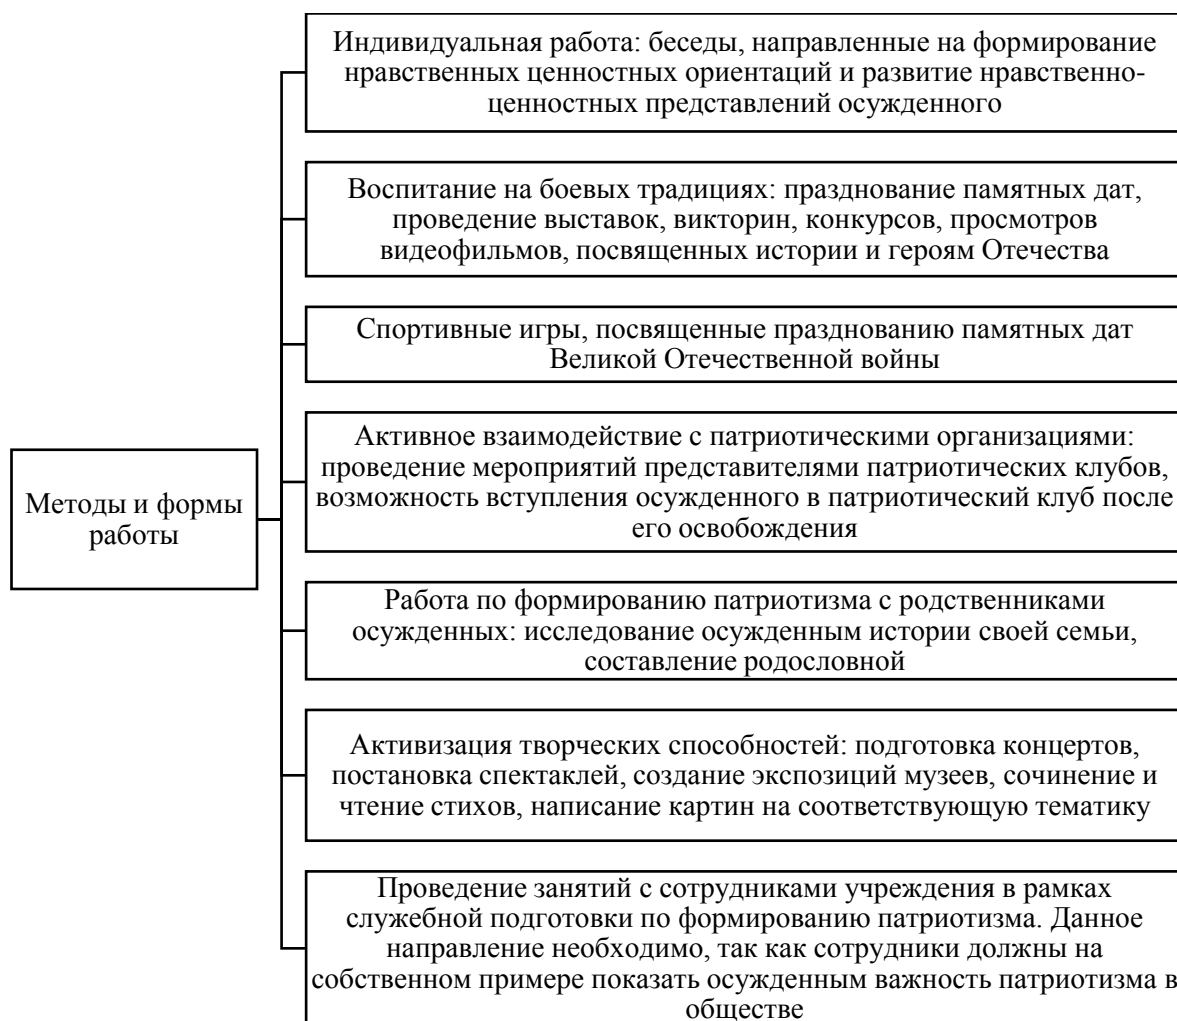 Индивидуальная работа: беседы, направленные на формирование
нравственных ценностных ориентаций и развитие нравственно-
ценностных представлений осужденного
Воспитание на боевых традициях: празднование памятных дат,
проведение выставок, викторин, конкурсов, просмотров
видеофильмов, посвященных истории и героям Отечества
Спортивные игры, посвященные празднованию памятных дат
Великой Отечественной войны
Активное взаимодействие с патриотическими организациями:
проведение мероприятий представителями патриотических клубов,
возможность вступления осужденного в патриотический клуб после
его освобождения
Методы и формы
работы
Работа по формированию патриотизма с родственниками
осужденных: исследование осужденным истории своей семьи,
составление родословной
Активизация творческих способностей: подготовка концертов,
постановка спектаклей, создание экспозиций музеев, сочинение и
чтение стихов, написание картин на соответствующую тематику
Проведение занятий с сотрудниками учреждения в рамках
служебной подготовки по формированию патриотизма. Данное
направление необходимо, так как сотрудники должны на
собственном примере показать осужденным важность патриотизма в
обществе